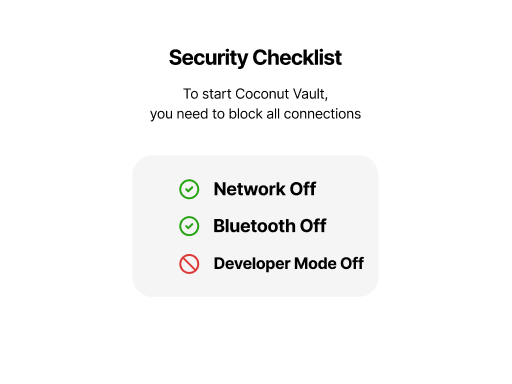 Security Checklist
To start Coconut Vault,
you need to block all connections
Network Off
Bluetooth Off
Developer Mode Off